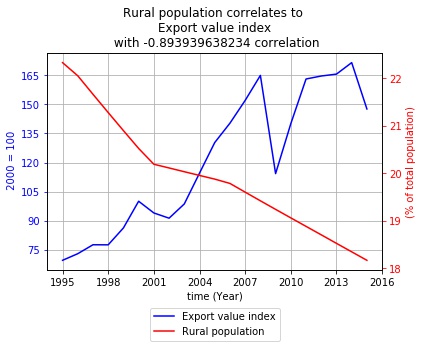 Rural population correlates to
Export value index
with -0.893939638234 correlation
165
150
135
120
105
90
75
2000 = 100
22
21
20
19
18
(% of total population)
1995 1998 2001 2004 2007 2010 2013 2016
time (Year)
Export value index
Rural population